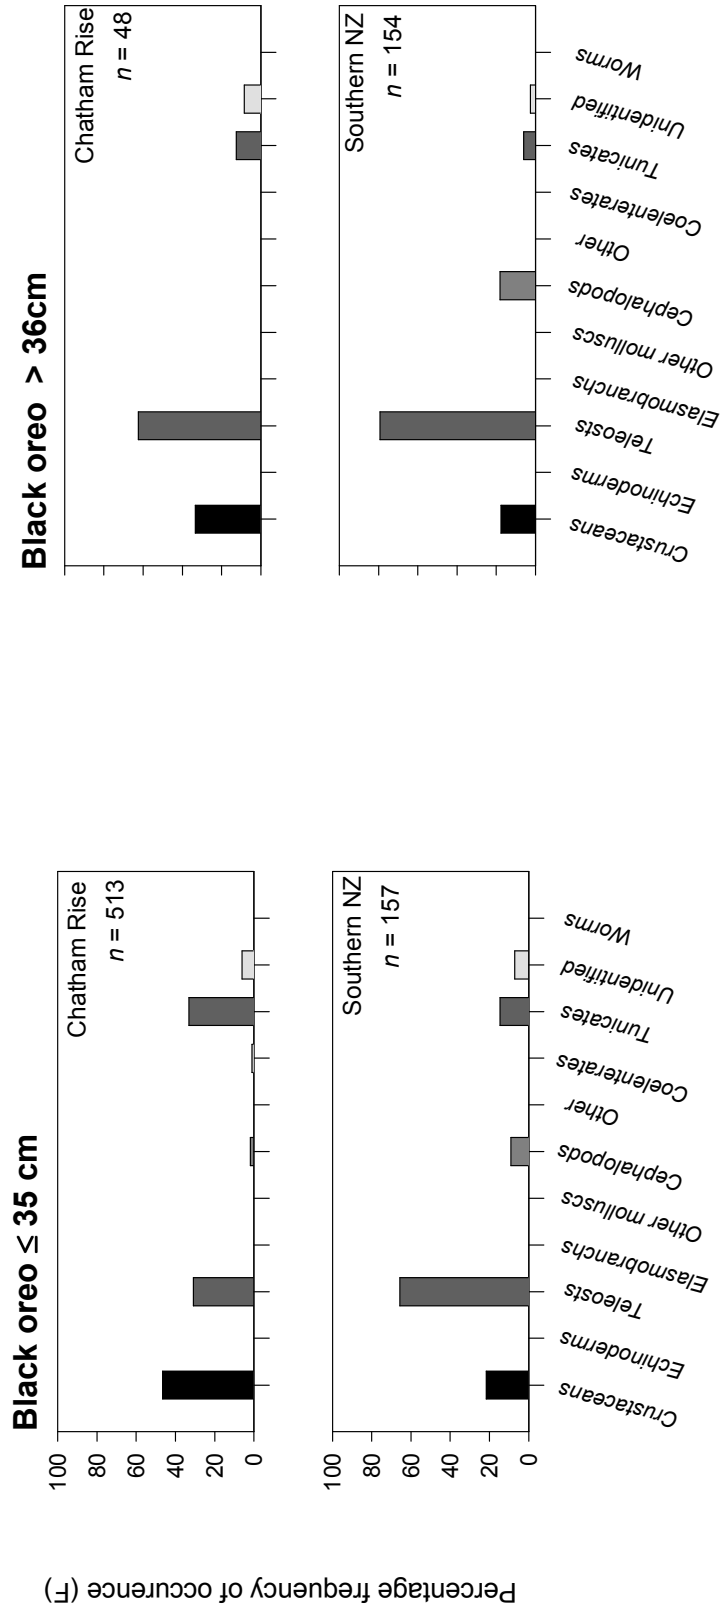 Black oreo ≤ 35 cm
Black oreo > 36cm
Percentage frequency of occurence (F)
Chatham Rise
n = 513
100
80
60
40
20
0
Chatham Rise
n = 48
Southern NZ
n = 157
100
80
60
40
20
0
Crustaceans
Echinoderms
Teleosts
Elasmobranchs
Other molluscs
Cephalopods
Other
Coelenterates
Tunicates
Unidentified
Worms
Southern NZ
n = 154
Crustaceans
Echinoderms
Teleosts
Elasmobranchs
Other molluscs
Cephalopods
Other
Coelenterates
Tunicates
Unidentified
Worms